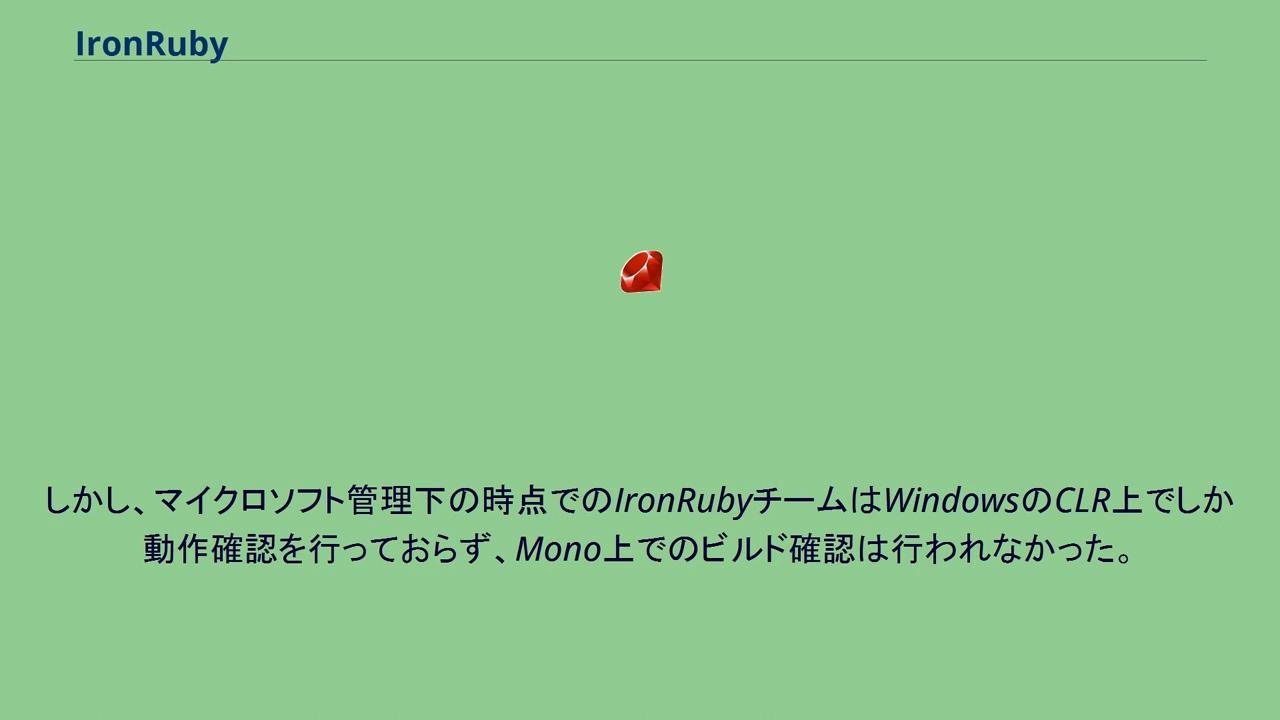 IronRuby
しかし、マイクロソフト管理下の時点でのIronRubyチームはWindowsのCLR上でしか
動作確認を行っておらず、Mono上でのビルド確認は行われなかった。